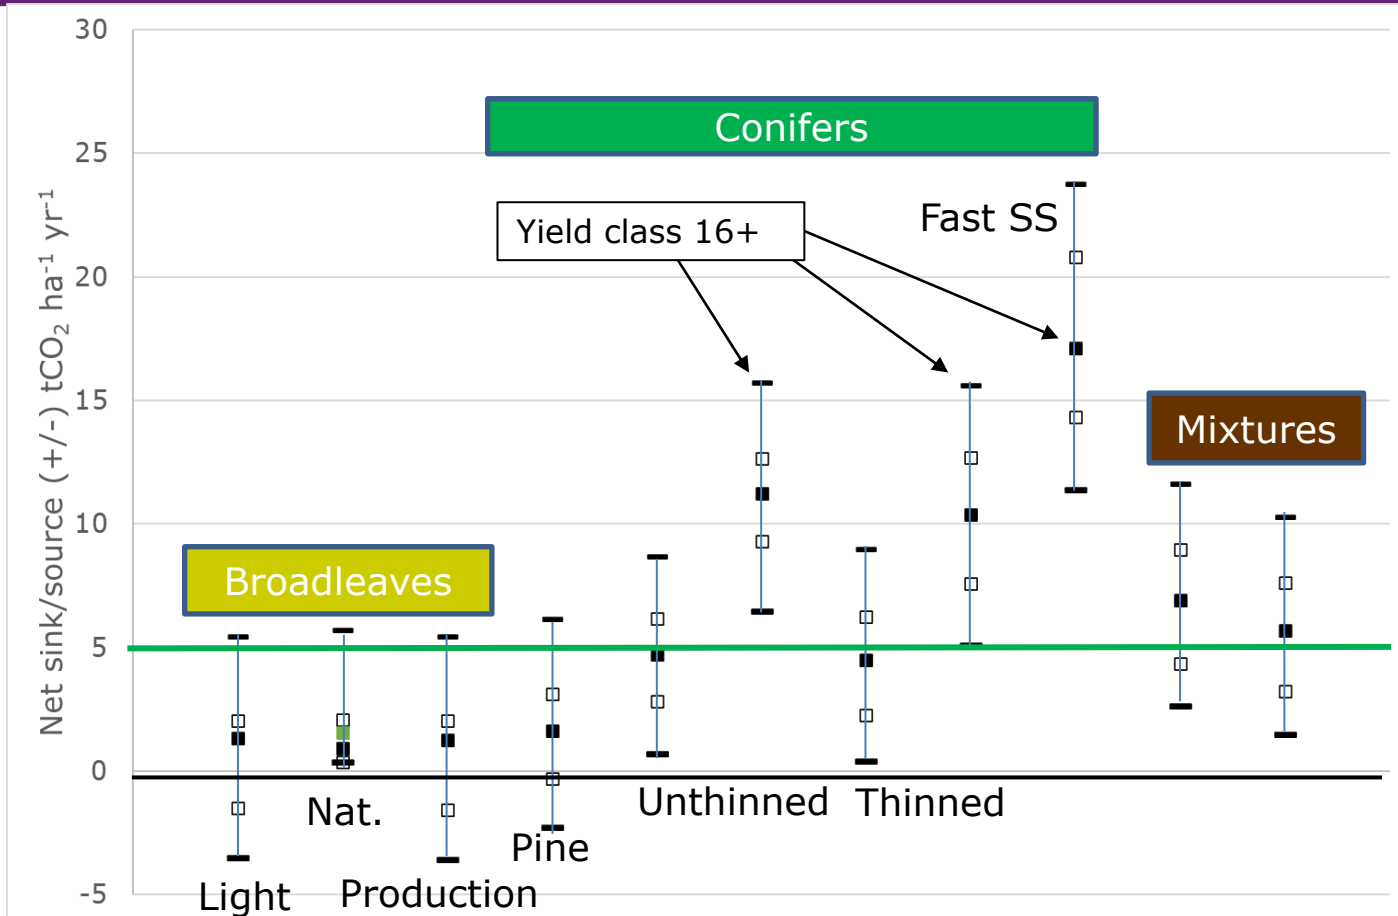 Net sink/source (+/-) tCO₂ ha⁻¹ yr⁻¹
30
25
20
15
10
5
0
-5
Conifers
Yield class 16+
Fast SS
Mixtures
Broadleaves
Nat.
Unthinned
Thinned
Pine
Light
Production